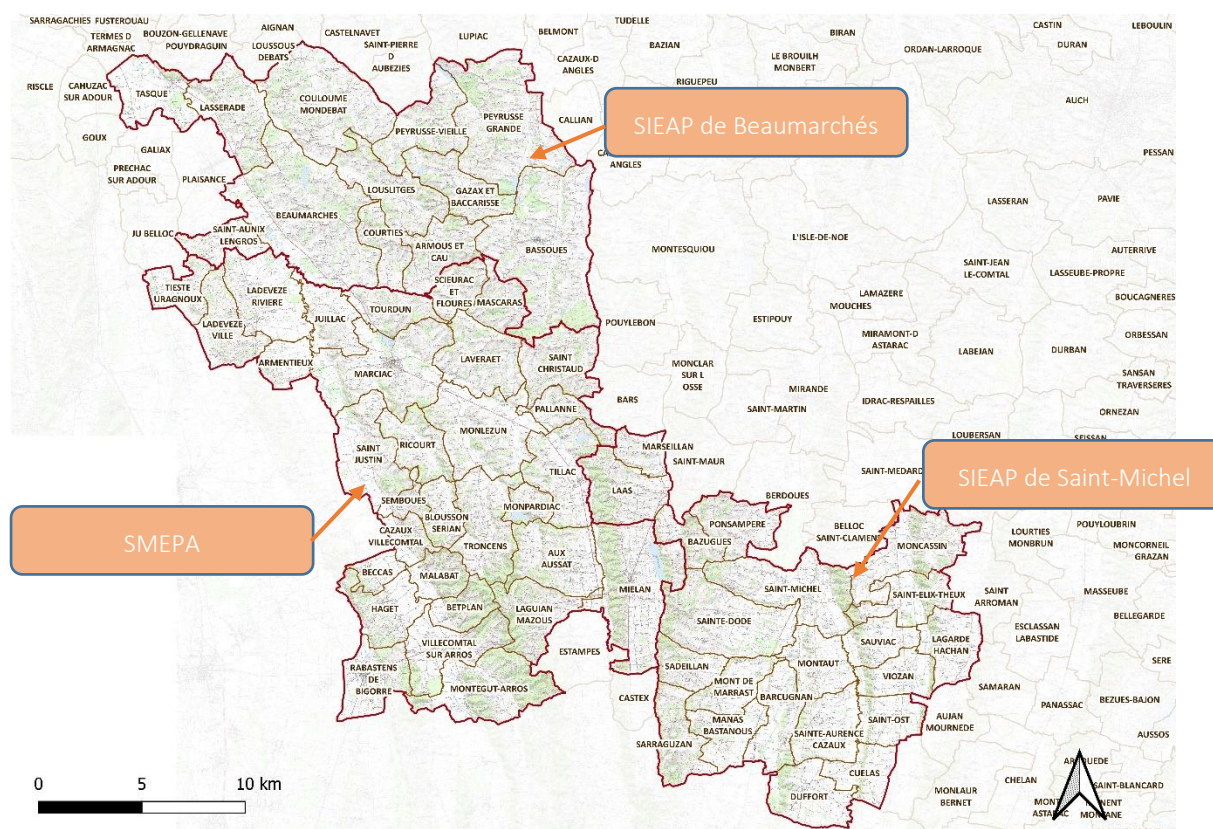 SARRAGACHIES
FUSTEROUAU
TERMES D
ARMAGNAC
BOUZON-GELLENAVE
POUYDRAGUIN
AIGNAN
LOUSSOUS
DEBATS
CASTELNAVET
SAINT-PIERRE
D
AUBEZIES
LUPIAC
BELMONT
CAZAUX-D
ANGLES
TUDELLE
BAZIAN
RIGUEPEU
LE BROUILH
MONBERT
BIRAN
ORDAN-LARROQUE
CASTIN
DURAN
LEBOULIN
AUCH
PESSAN
RISCLE
CAHUZAC
SUR ADOUR
TASQUE
LASSERADE
COULOUME
MONDEBAT
PEYRUSSE-VIEILLE
PEYRUSSE
GRANDE
CALLIAN
SIEAP de Beaumarchés
ANGLES
GOUX
GALIAX
PRECHAC
SUR ADOUR
PLAISANCE
LOUSLITGES
GAZAX ET
BACCARISSE
BEAUMARCHES
COURTIES
ARMOUS ET
CAU
BASSOUES
JU BELLOC
SAINT-AUNIX
LENGROS
SCIEURAC
ET
FLOURES
MASCARAS
TIESTE
URAGNOUX
LADEVEZE
RIVIERE
LADEVEZE
VILLE
JUILLAC
TOURDUN
ARMENTIEUX
MARCIAC
LAVERAET
SAINT
CHRISTAUD
PALLANNE
MONTESQUIOU
L'ISLE-DE-NOE
LASSERAN
PAVIE
SAINT-JEAN
LE-COMTAL
AUTERRIVE
LASSEUBE-PROPRE
BOUCAGNERES
LAMAZERE
MOUCHES
POUYLEBON
ESTIPOUY
MIRAMONT-D
ASTARAC
LABEJAN
DURBAN
ORBESSAN
SANSAN
TRAVERSERES
MONCLAR
SUR L
OSSE
MIRANDE
BARS
SAINT-MARTIN
IDRAC-RESPAILLES
ORNEZAN
LOUBERSAN
SEISSAN
SAINT
JUSTIN
RICOURT
MONLEZUN
TILLAC
MARSEILLAN
SAINT-MAUR
LAAS
SAINT-MEDARD
SIEAP de Saint-Michel
SEMBOUES
BLOUSSON
SERIAN
MONPARDIAC
BERDOUES
PONSAMPERE
BAZUGUES
BELLOC
SAINT-CLAMENS
MONCASSIN
LOURTIES
MONBRUN
POUYLOUBRIN
MONCORNEIL
GRAZAN
SMEPA
CAZAUX
VILLECOMTAL
TRONCENS
AUX
AUSSAT
BECCAS
MALABAT
HAGET
BETPLAN
LAGUIAN
MAZOUS
MIELAN
SAINT-MICHEL
SAINT-ELIX-THEUX
SAINT
ARROMAN
MASSEUBE
BELLEGARDE
SAINTE-DODE
ESCLASSAN
LABASTIDE
VILLECOMTAL
SUR ARROS
ESTAMPES
SAUVIAC
LAGARDE
HACHAN
SERE
RABASTENS
DE
BIGORRE
MONTEGUT-ARROS
SADEILLAN
MONTAUT
VIOZAN
SAMARAN
CASTEX
MONT DE
MARRAST
BARCUGNAN
PANASSAC
BEZUES-BAJON
MANAS
BASTANOUS
SAINT-OST
AUJAN
MOURNEDE
SARRAGUZAN
SAINTE-AURENCE
CAZAUX
AUSSOS
CUELAS
DUFFORT
MONLAUR
BERNET
CHELAN
SAINT-BLANCARD
0 5 10 km